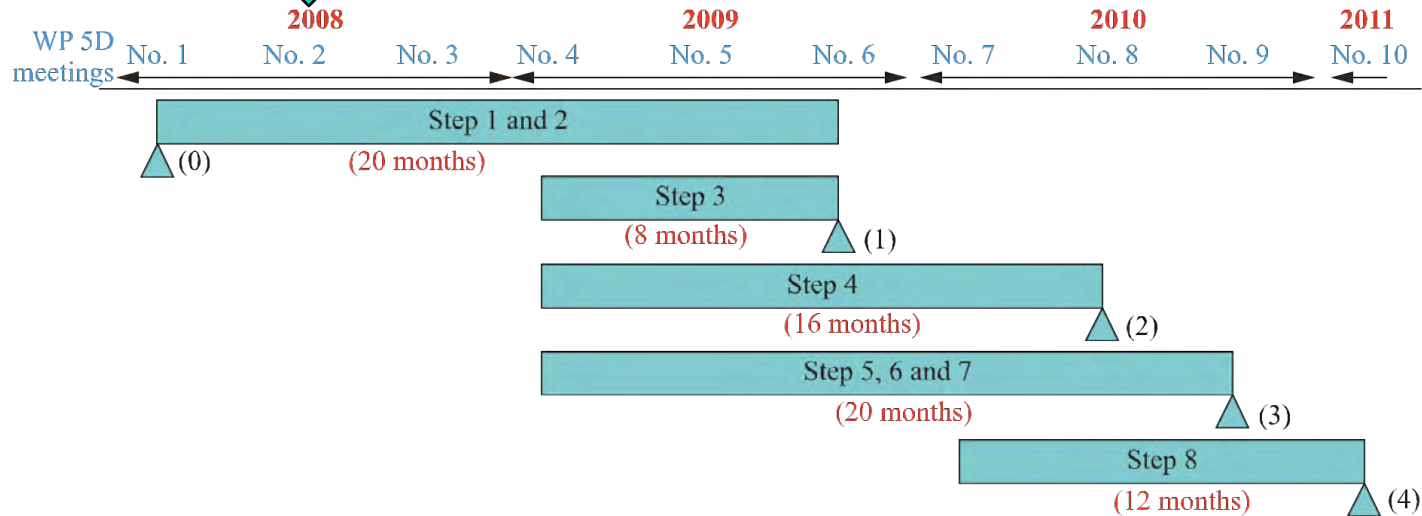 2008 2009 2010 2011
WP 5D meetings No. 1 No. 2 No. 3 No. 4 No. 5 No. 6 No. 7 No. 8 No. 9 No. 10
Step 1 and 2
(0) (20 months)
Step 3
(8 months) (1)
Step 4
(16 months) (2)
Step 5, 6 and 7
(20 months) (3)
Step 8
(12 months) (4)